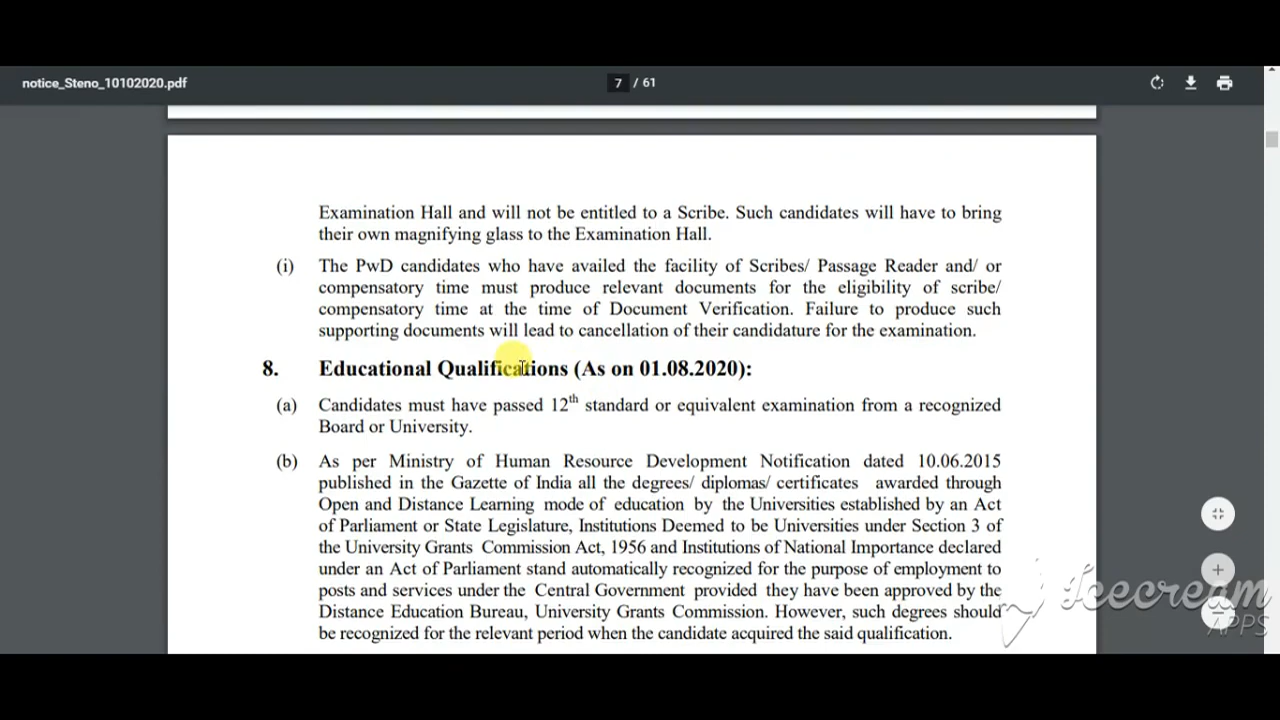 notice_Steno_10102020.pdf
7 / 61
Examination Hall and will not be entitled to a Scribe. Such candidates will have to bring
their own magnifying glass to the Examination Hall.
(i) The PwD candidates who have availed the facility of Scribes/ Passage Reader and/ or
compensatory time must produce relevant documents for the eligibility of scribe/
compensatory time at the time of Document Verification. Failure to produce such
supporting documents will lead to cancellation of their candidature for the examination.
8. Educational Qualifications (As on 01.08.2020):
(a) Candidates must have passed 12th standard or equivalent examination from a recognized
Board or University.
(b) As per Ministry of Human Resource Development Notification dated 10.06.2015
published in the Gazette of India all the degrees/ diplomas/ certificates awarded through
Open and Distance Learning mode of education by the Universities established by an Act
of Parliament or State Legislature, Institutions Deemed to be Universities under Section 3 of
the University Grants Commission Act, 1956 and Institutions of National Importance declared
under an Act of Parliament stand automatically recognized for the purpose of employment to
posts and services under the Central Government provided they have been approved by the
Distance Education Bureau, University Grants Commission. However, such degrees should
be recognized for the relevant period when the candidate acquired the said qualification.
Icecream
APPS